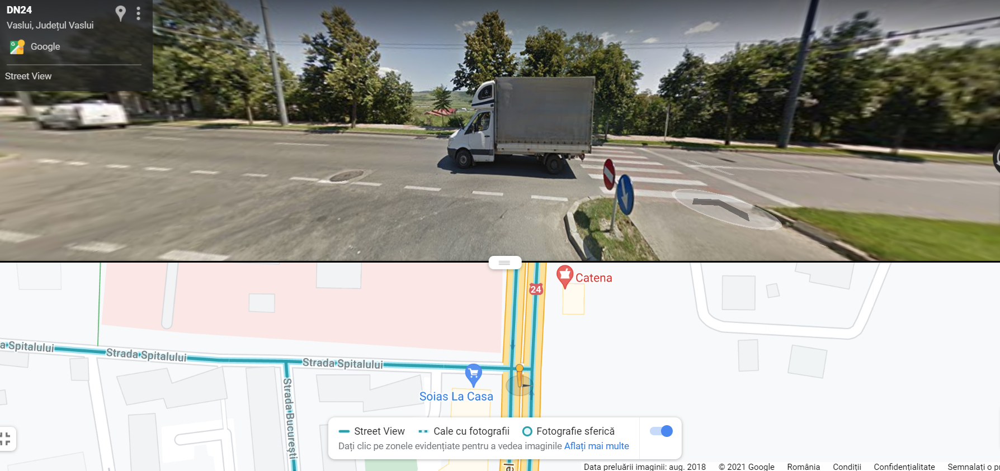 DN24
Vaslui, Județul Vaslui
Google
Street View
24
Catena
a Spitalului
Strada Spitalului
Strada Spitalului
Strada București
Soias La Casa
Street View
Cale cu fotografii
Fotografie sferică
Dați clic pe zonele evidențiate pentru a vedea imaginile Aflați mai multe
el
Data preluării imaginii: aug. 2018
© 2021 Google
România
Condiții
Confidențialitate
Semnalați o pr